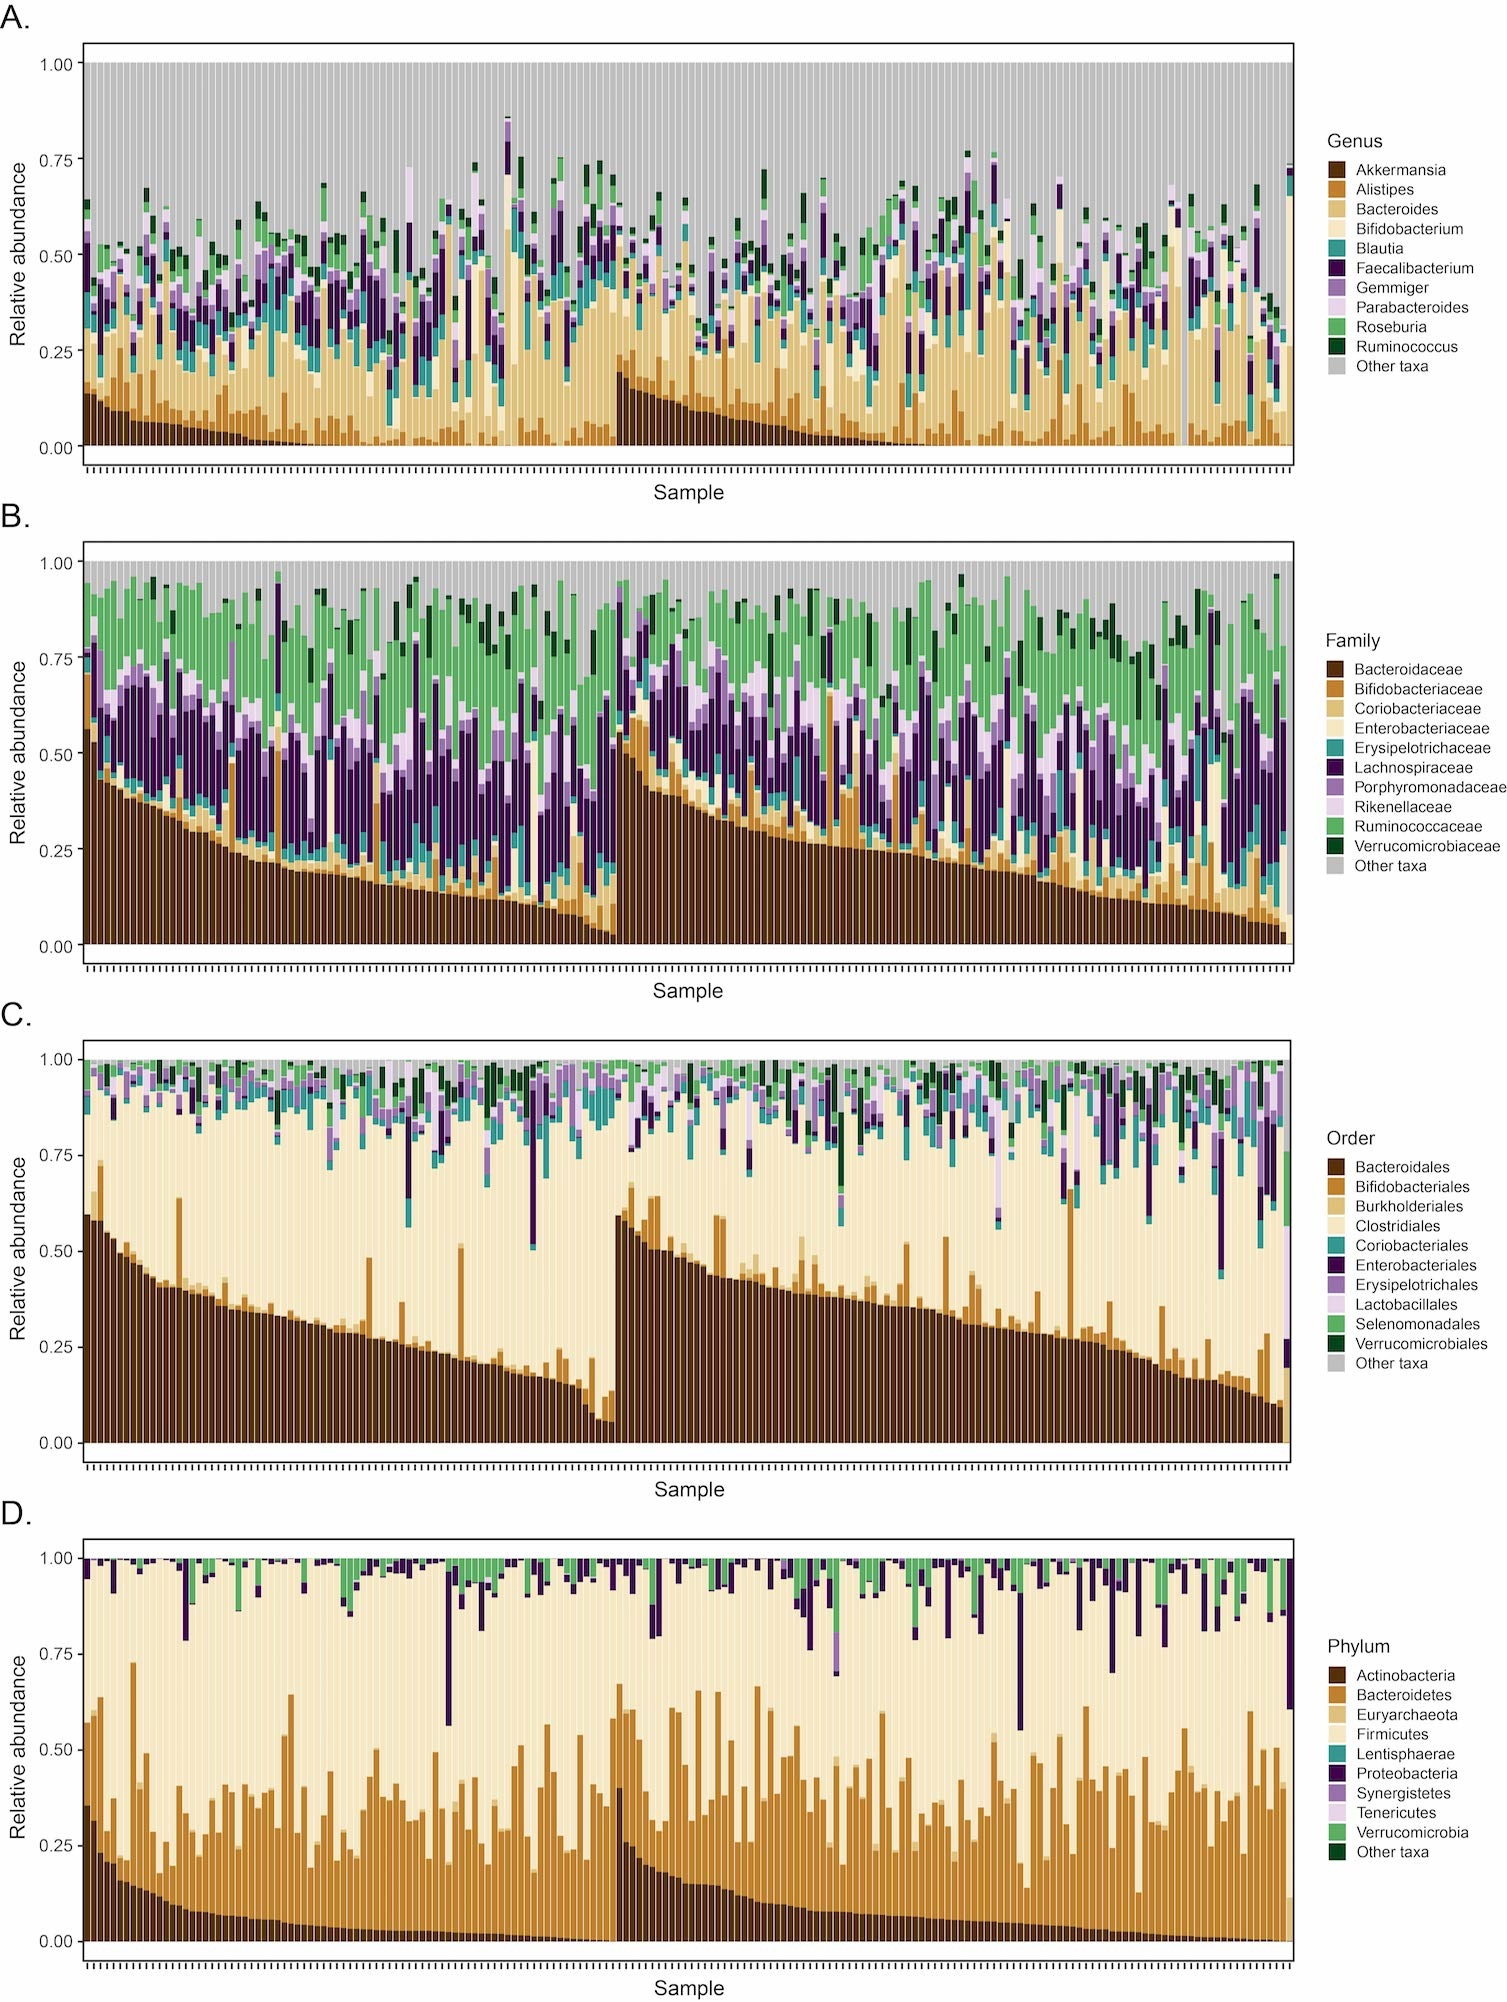 A.
1.00
0.75
0.50
0.25
0.00
Relative abundance
Sample
Genus
Akkermansia
Alistipes
Bacteroides
Bifidobacterium
Blautia
Faecalibacterium
Gemmiger
Parabacteroides
Roseburia
Ruminococcus
Other taxa
B.
1.00
0.75
0.50
0.25
0.00
Relative abundance
Sample
Family
Bacteroidaceae
Bifidobacteriaceae
Coriobacteriaceae
Enterobacteriaceae
Erysipelotrichaceae
Lachnospiraceae
Porphyromonadaceae
Rikenellaceae
Ruminococcaceae
Verrucomicrobiaceae
Other taxa
C.
1.00
0.75
0.50
0.25
0.00
Relative abundance
Sample
Order
Bacteroidales
Bifidobacteriales
Burkholderiales
Clostridiales
Coriobacteriales
Enterobacteriales
Erysipelotrichales
Lactobacillales
Selenomonadales
Verrucomicrobiales
Other taxa
D.
1.00
0.75
0.50
0.25
0.00
Relative abundance
Sample
Phylum
Actinobacteria
Bacteroidetes
Euryarchaeota
Firmicutes
Lentisphaerae
Proteobacteria
Synergistetes
Tenericutes
Verrucomicrobia
Other taxa